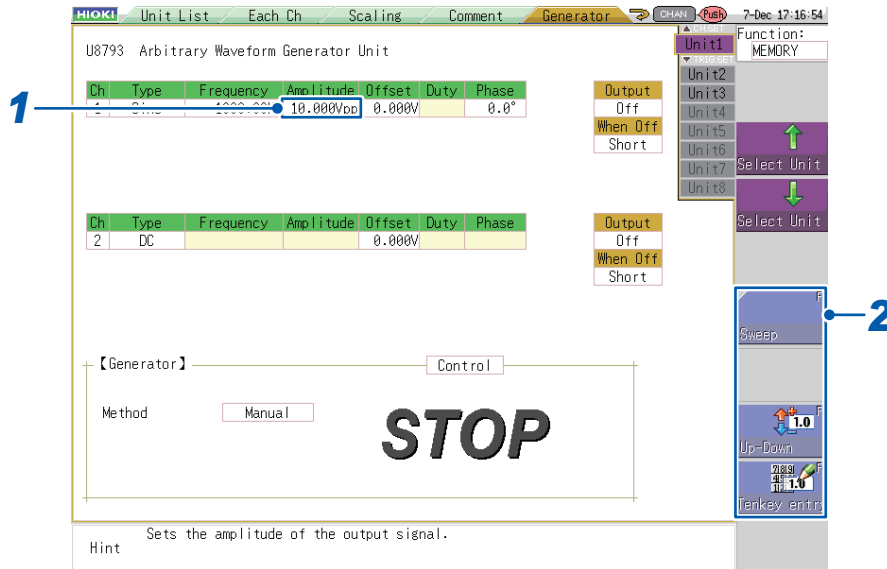 HIOKI Unit List Each Ch Scaling Comment Generator CHAN Push 7-Dec 17:16:54
U8793 Arbitrary Waveform Generator Unit
Function:
MEMORY
Unit1
Unit2
Unit3
Unit4
Unit5
Unit6
Unit7
Unit8
Select Unit
Select Unit
1
Ch Type Frequency Amplitude Offset Duty Phase
10.000Vpp 0.000V 0.0°
Output
Off
When Off
Short
Ch Type Frequency Amplitude Offset Duty Phase
2 DC 0.000V
Output
Off
When Off
Short
2
Sweep
1.0
Up-Down
1.0
Tenkey entry
【Generator】
Control
Method Manual
STOP
Hint Sets the amplitude of the output signal.